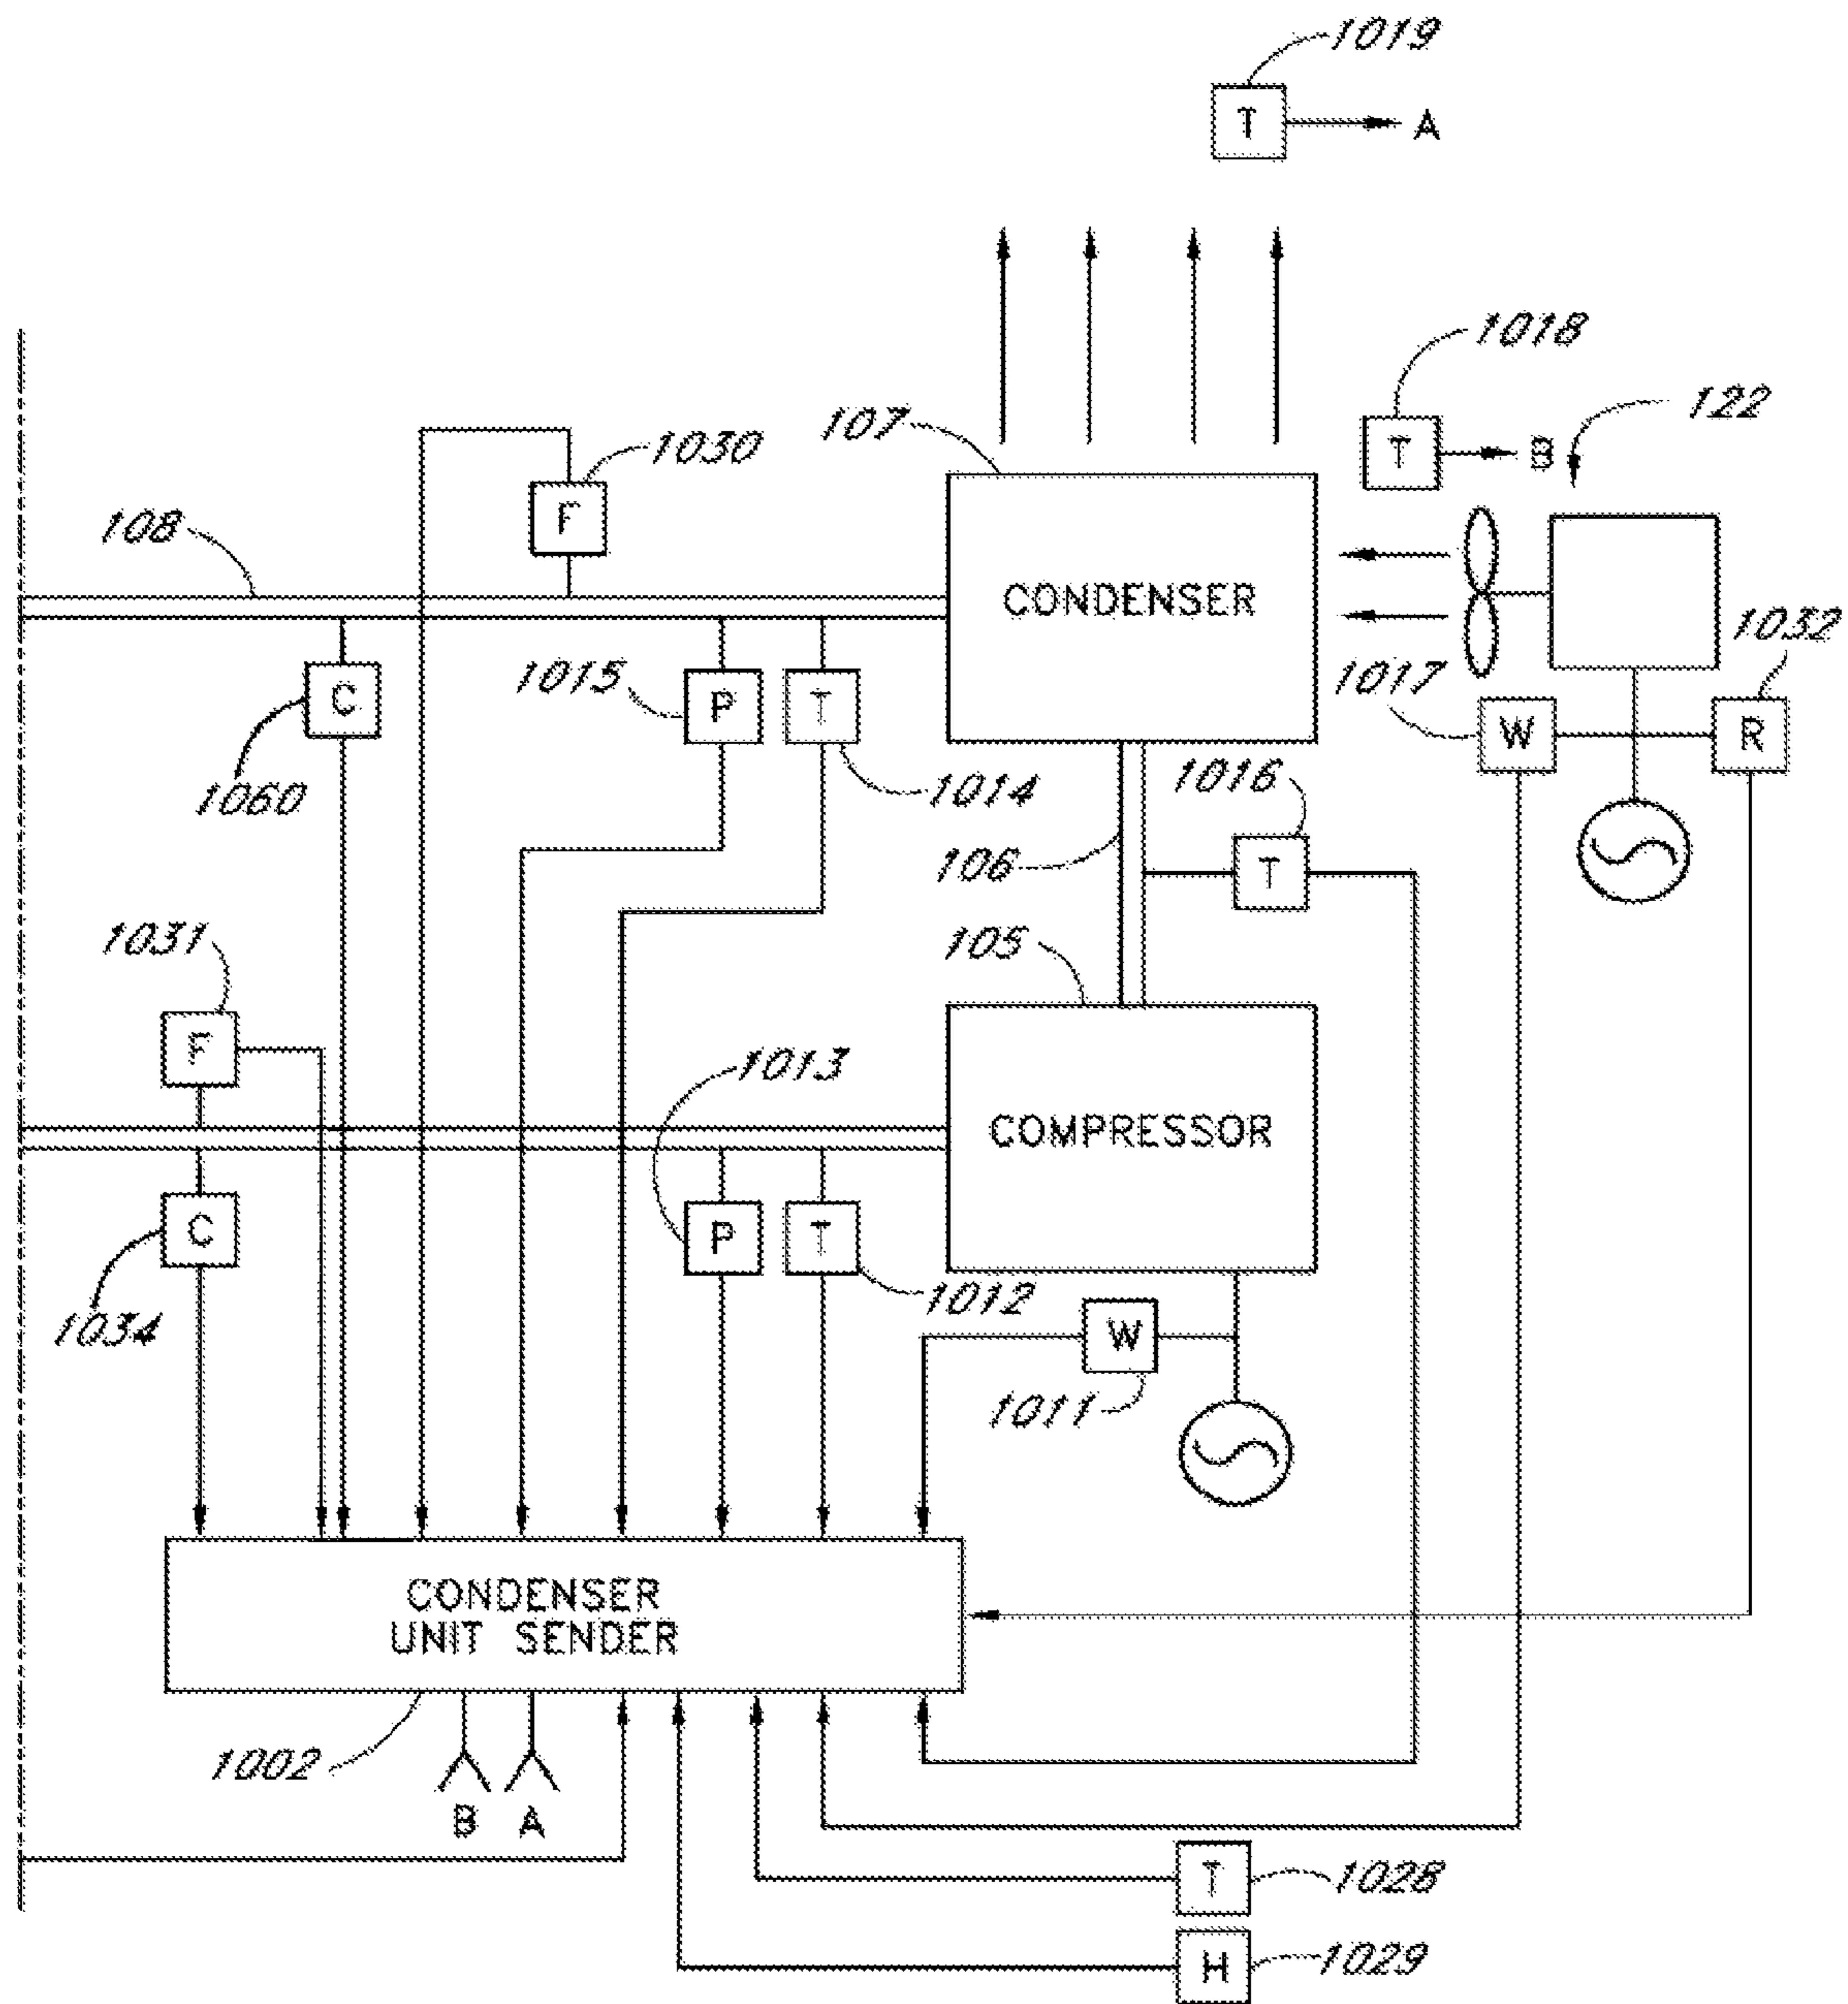 1019
T
A
1018
T
B
122
107
1030
F
108
CONDENSER
1032
1017
1015
P
T
C
W
R
1060
1014
1016
106
T
1031
105
F
1013
COMPRESSOR
C
P
T
1034
1012
W
1011
CONDENSER
UNIT SENDER
1002
B
A
T
1028
H
1029